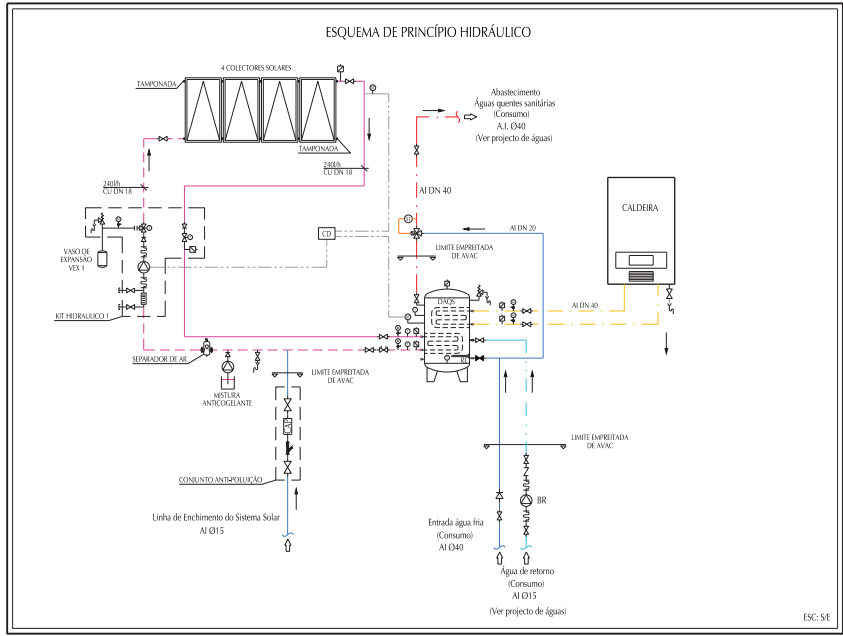 ESQUEMA DE PRINCÍPIO HIDRÁULICO
4 COLECTORES SOLARES
TAMPONADA
TAMPONADA
240l/h
CU DN 18
240l/h
CU DN 18
Abastecimento
Águas quentes sanitárias
(Consumo)
A.I. Ø40
(Ver projecto de águas)
AI DN 40
CALDEIRA
AI DN 20
CD
LIMITE EMPREITADA
DE AVAC
VASO DE
EXPANSÃO
VEX 1
KIT HIDRAULICO 1
DAQS
AI DN 40
SEPARADOR DE AR
MISTURA
ANTICOGELANTE
LIMITE EMPREITADA
DE AVAC
CAP
CONJUNTO ANTI-POLUIÇÃO
LIMITE EMPREITADA
DE AVAC
BR
Linha de Enchimento do Sistema Solar
AI Ø15
Entrada água fria
(Consumo)
AI Ø40
Água de retorno
(Consumo)
AI Ø15
(Ver projecto de águas)
ESC: S/E